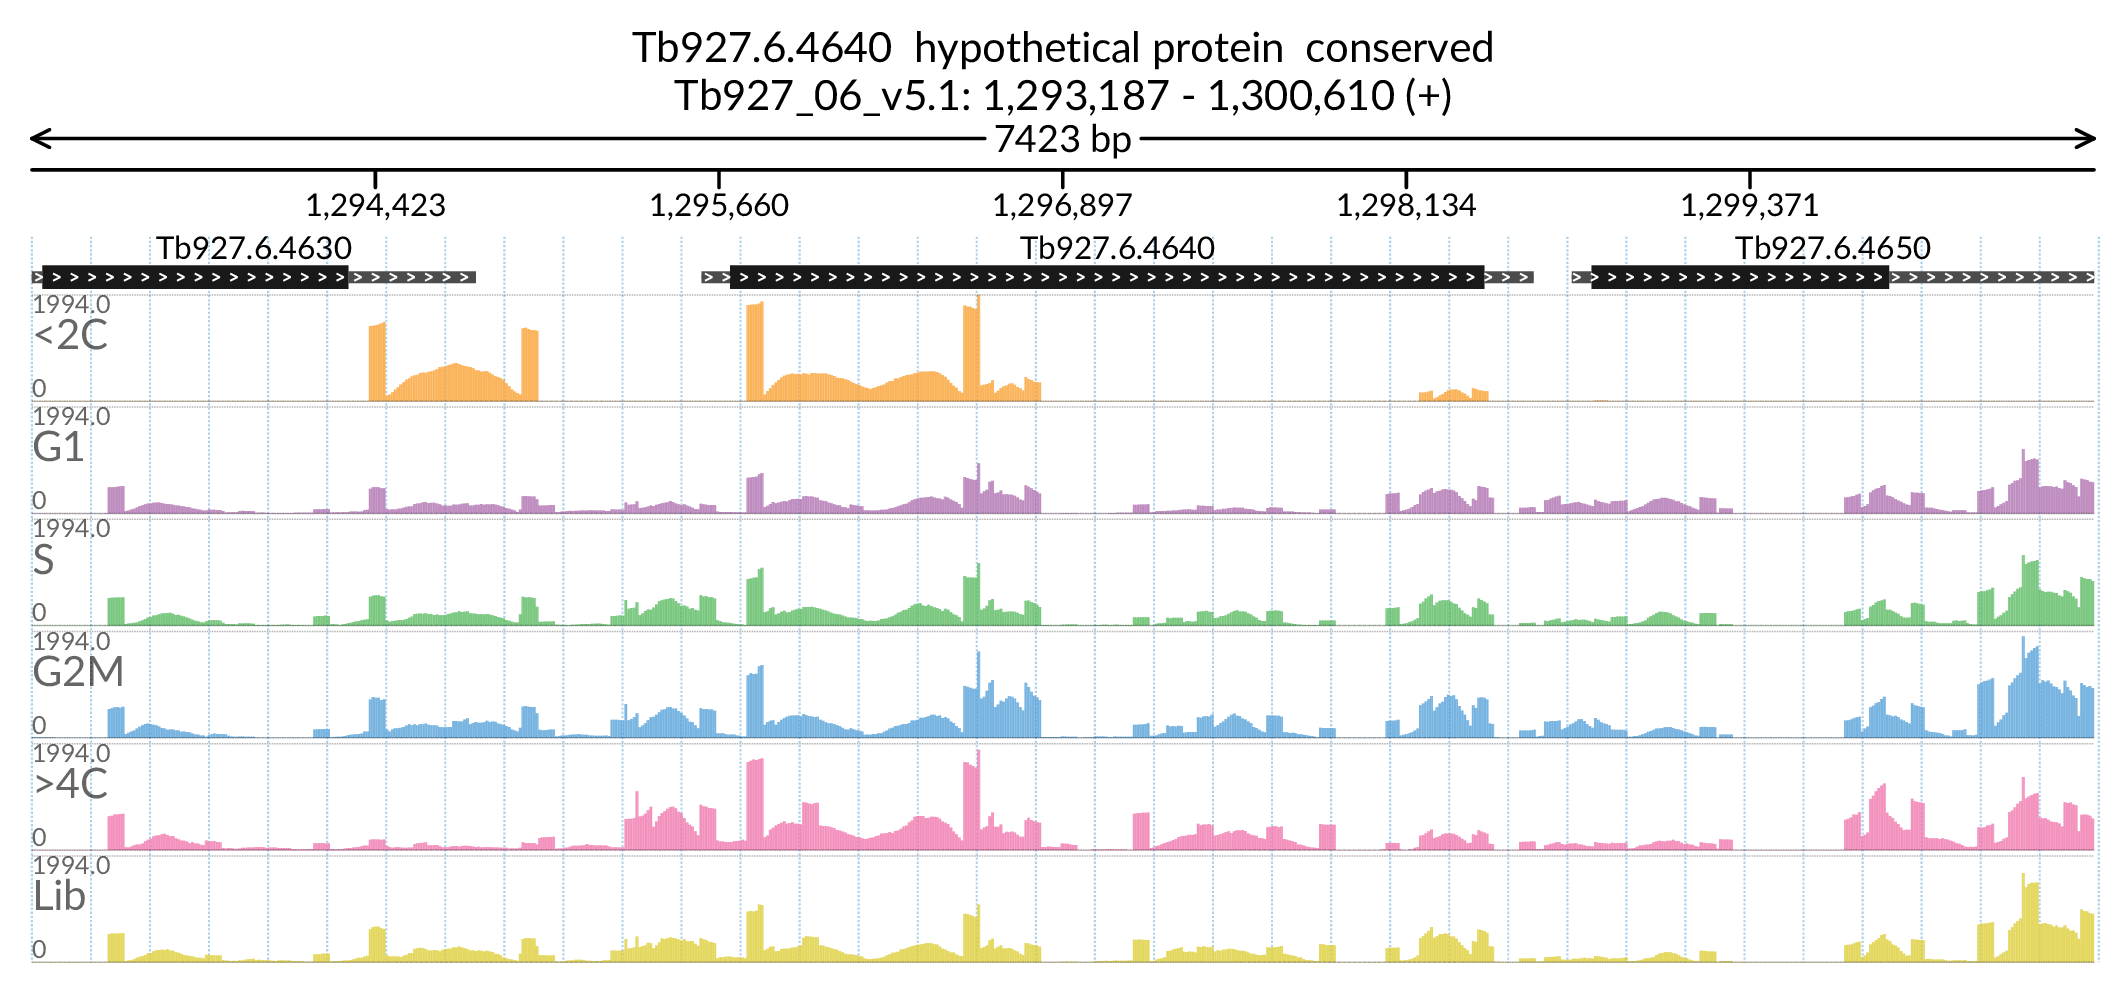 Tb927.6.4640 hypothetical protein conserved
Tb927_06_v5.1: 1,293,187 - 1,300,610 (+)
7423 bp
1,294,423 1,295,660 1,296,897 1,298,134 1,299,371
Tb927.6.4630 Tb927.6.4640 Tb927.6.4650
1994.0
<2C
0
1994.0
G1
0
1994.0
S
0
1994.0
G2M
0
1994.0
>4C
0
1994.0
Lib
0